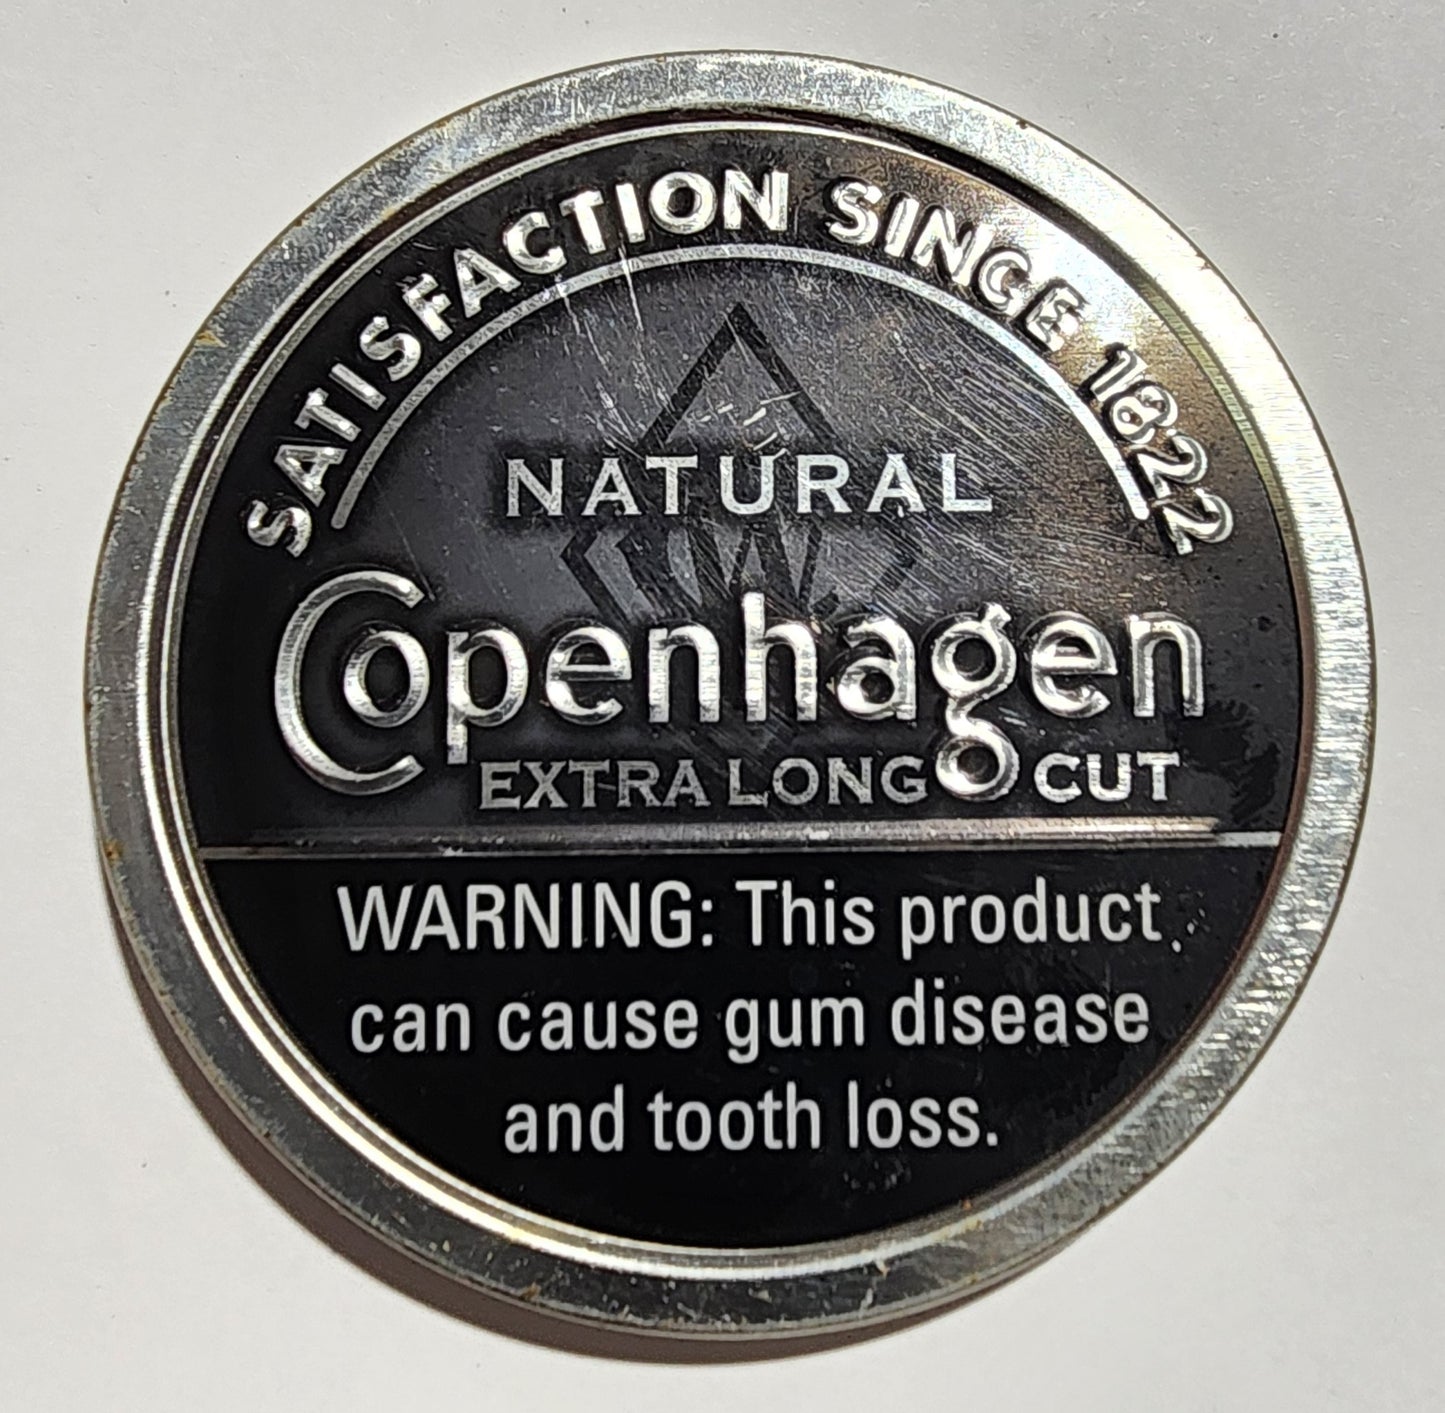 SATISFACTION SINCE 1822
NATURAL
W
Copenhagen
EXTRA LONG CUT
WARNING: This product
can cause gum disease
and tooth loss.